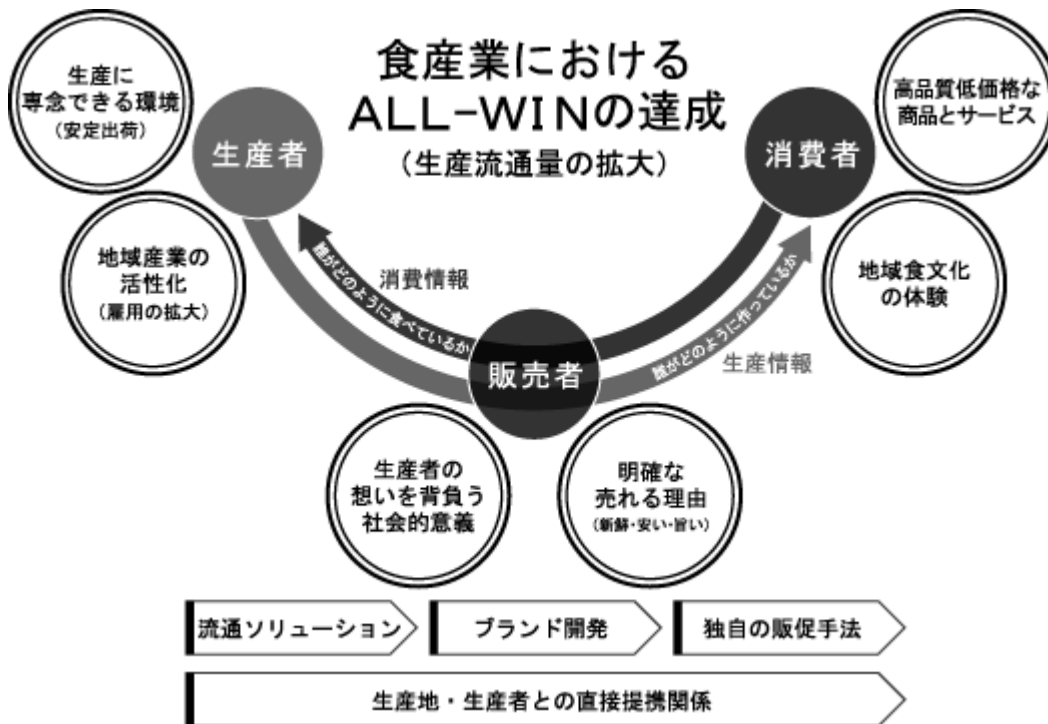 食産業における
ALL-WINの達成
(生産流通量の拡大)
生産に
専念できる環境
(安定出荷)
生産者
地域産業の
活性化
(雇用の拡大)
高品質低価格な
商品とサービス
消費者
地域食文化
の体験
消費情報
誰がどのように食べているか
販売者
誰がどのように作っているか
生産情報
生産者の
想いを背負う
社会的意義
明確な
売れる理由
(新鮮・安い・旨い)
流通ソリューション
ブランド開発
独自の販促手法
生産地・生産者との直接提携関係